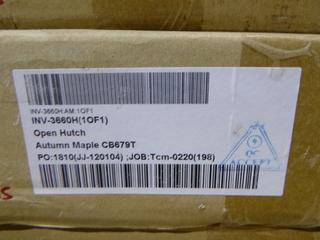 INV-3660H:AM:1OF1
INV-3660H(1OF1)
Open Hutch
Autumn Maple CB679T
PO:1810(JJ-120104) ;JOB:Tcm-0220(198)
QC
ACCEPT